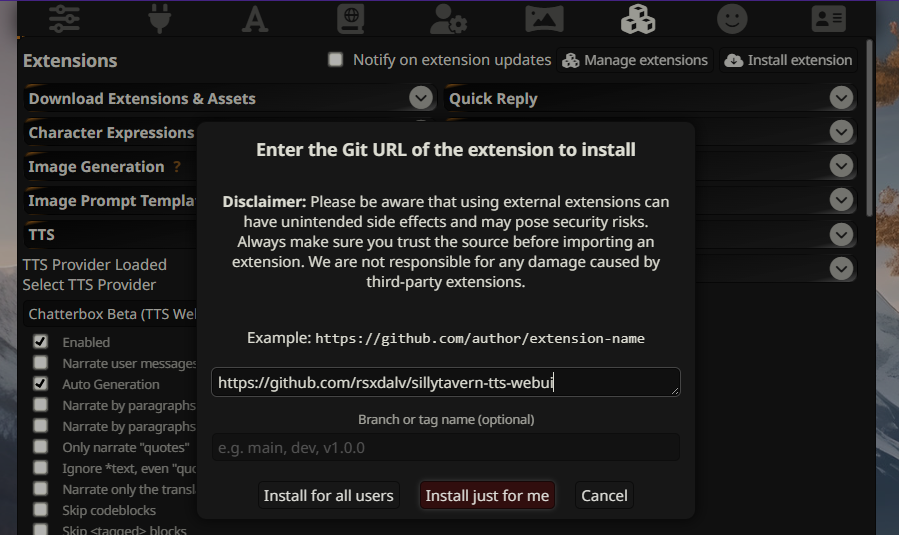 Extensions
Notify on extension updates
Manage extensions
Install extension
Download Extensions & Assets
Quick Reply
Character Expressions
Image Generation ?
Image Prompt Templa
TTS
TTS Provider Loaded
Select TTS Provider
Chatterbox Beta (TTS Wel
Enabled
Narrate user messages
Auto Generation
Narrate by paragraphs
Narrate by paragraphs
Only narrate "quotes"
Ignore *text, even "quo
Narrate only the transl
Skip codeblocks
Skip <tagged> blocks
Enter the Git URL of the extension to install
Disclaimer: Please be aware that using external extensions can
have unintended side effects and may pose security risks.
Always make sure you trust the source before importing an
extension. We are not responsible for any damage caused by
third-party extensions.
Example: https://github.com/author/extension-name
https://github.com/rsxdalv/sillytavern-tts-webui
Branch or tag name (optional)
e.g. main, dev, v1.0.0
Install for all users
Install just for me
Cancel